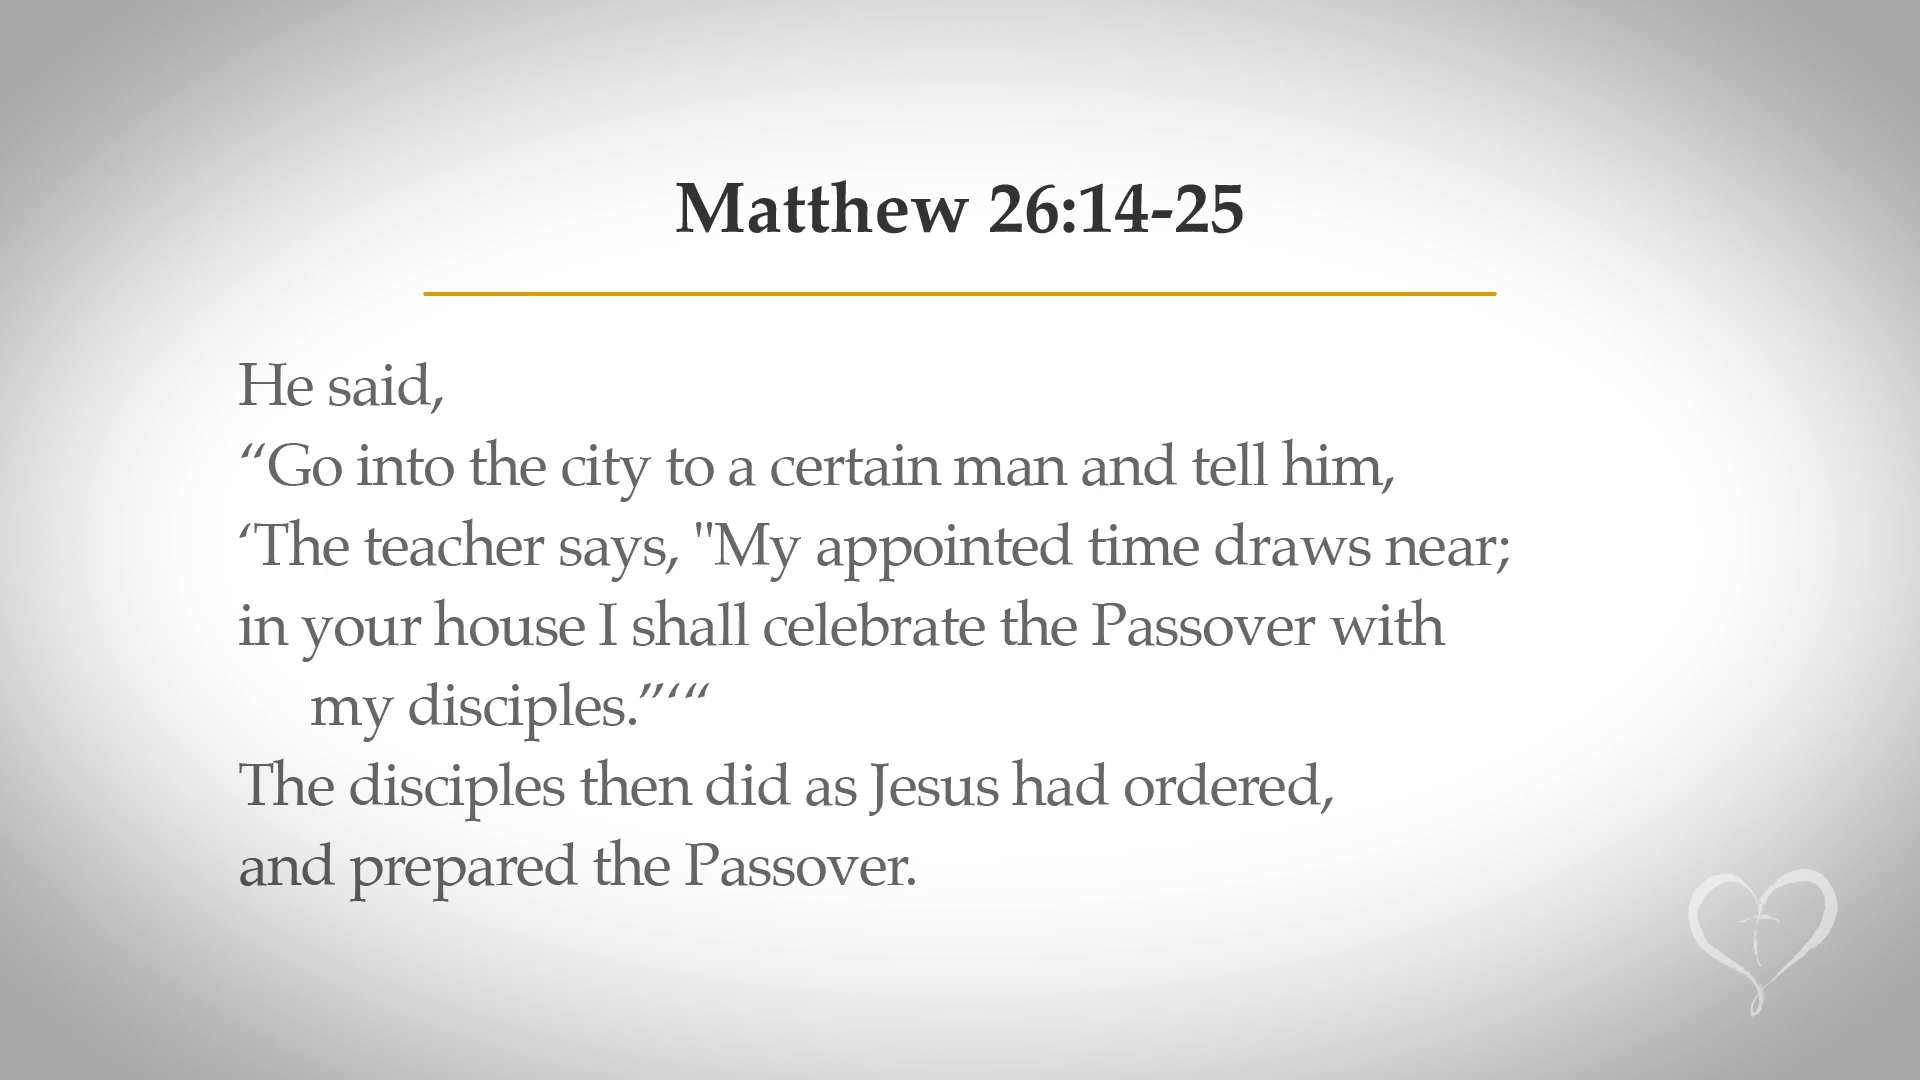 Matthew 26:14-25
He said,
“Go into the city to a certain man and tell him,
‘The teacher says, "My appointed time draws near;
in your house I shall celebrate the Passover with
my disciples.”‘“
The disciples then did as Jesus had ordered,
and prepared the Passover.